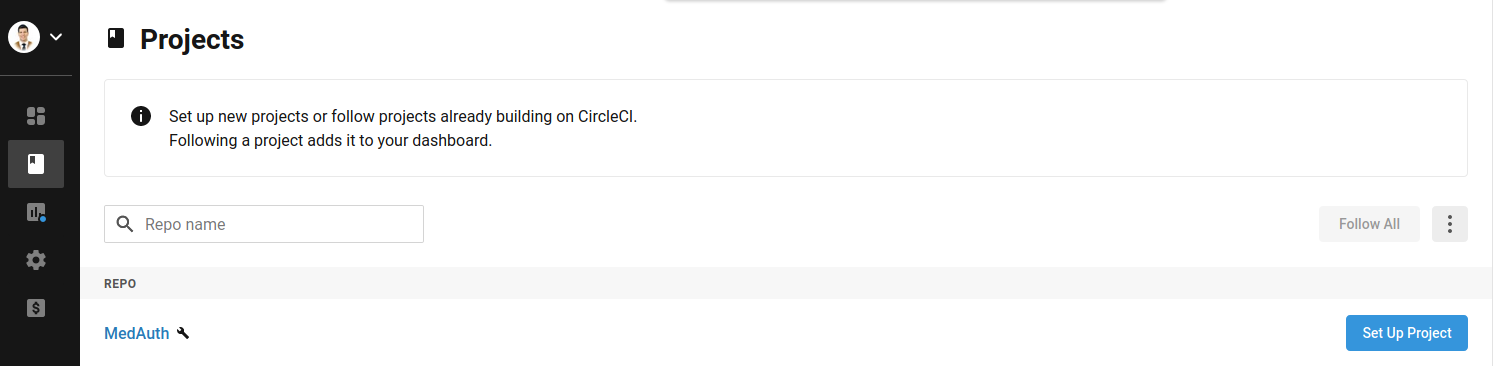 Projects
Set up new projects or follow projects already building on CircleCI.
Following a project adds it to your dashboard.
Repo name
Follow All
REPO
MedAuth
Set Up Project